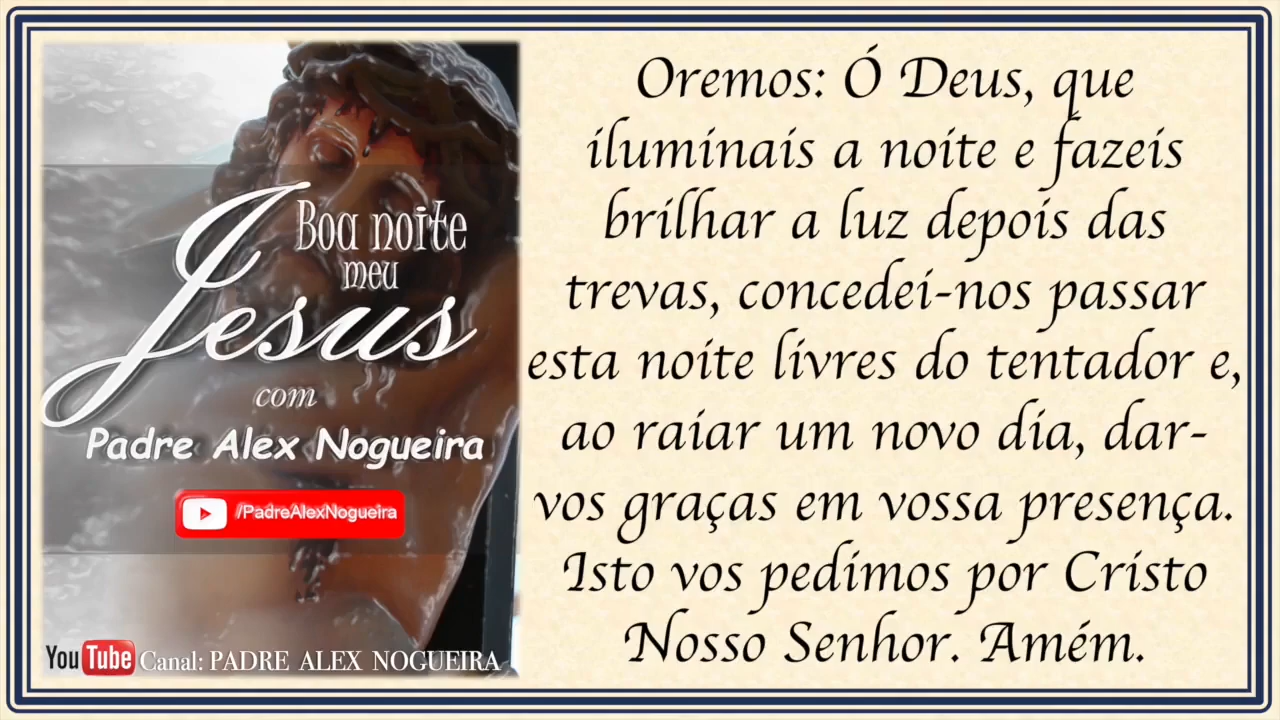 Boa noite
meu
Jesus
com
Padre Alex Nogueira
/PadreAlexNogueira
YouTube Canal: PADRE ALEX NOGUEIRA
Oremos: Ó Deus, que
iluminais a noite e fazeis
brilhar a luz depois das
trevas, concedei-nos passar
esta noite livres do tentador e,
ao raiar um novo dia, dar-
vos graças em vossa presença.
Isto vos pedimos por Cristo
Nosso Senhor. Amém.